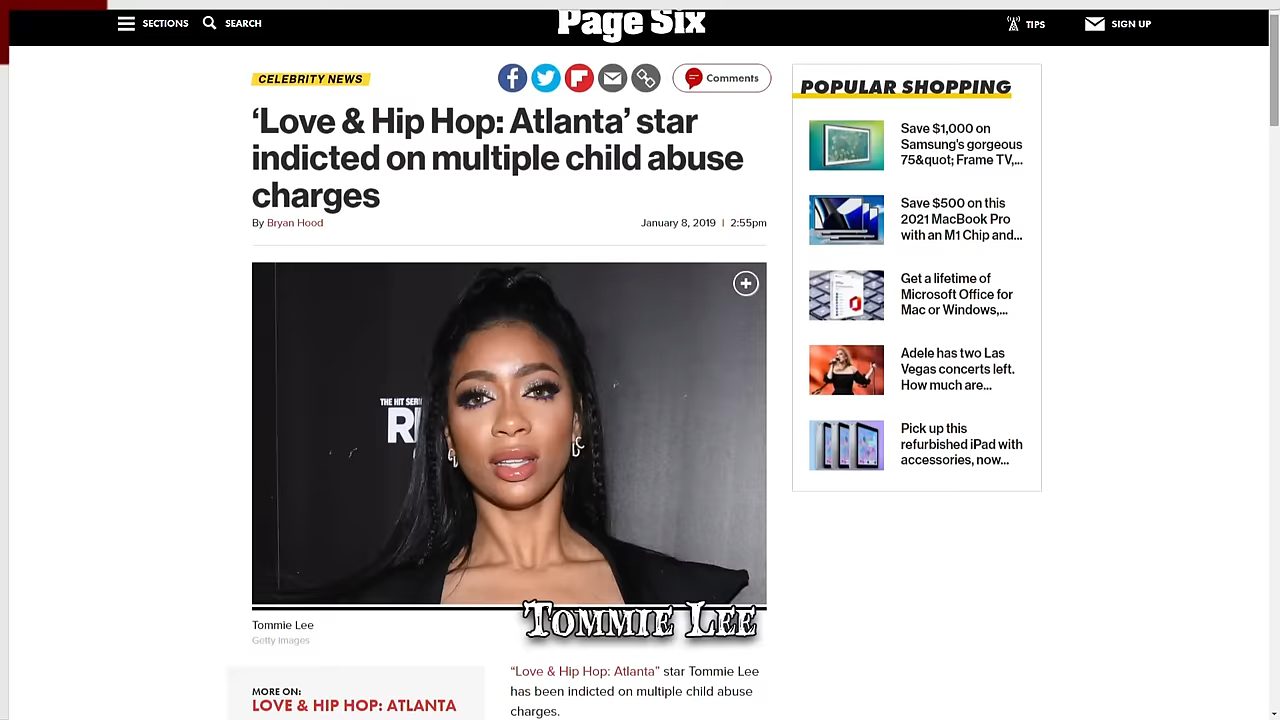 SECTIONS
SEARCH
Page Six
TIPS
SIGN UP
CELEBRITY NEWS
Comments
‘Love & Hip Hop: Atlanta’ star
indicted on multiple child abuse
charges
By Bryan Hood
January 8, 2019 | 2:55pm
THE HIT SERI
Tommie Lee
Getty Images
TOMMIE LEE
MORE ON:
LOVE & HIP HOP: ATLANTA
“Love & Hip Hop: Atlanta” star Tommie Lee
has been indicted on multiple child abuse
charges.
POPULAR SHOPPING
Save $1,000 on
Samsung's gorgeous
75&quot; Frame TV,...
Save $500 on this
2021 MacBook Pro
with an M1 Chip and...
Get a lifetime of
Microsoft Office for
Mac or Windows,...
Adele has two Las
Vegas concerts left.
How much are...
Pick up this
refurbished iPad with
accessories, now...